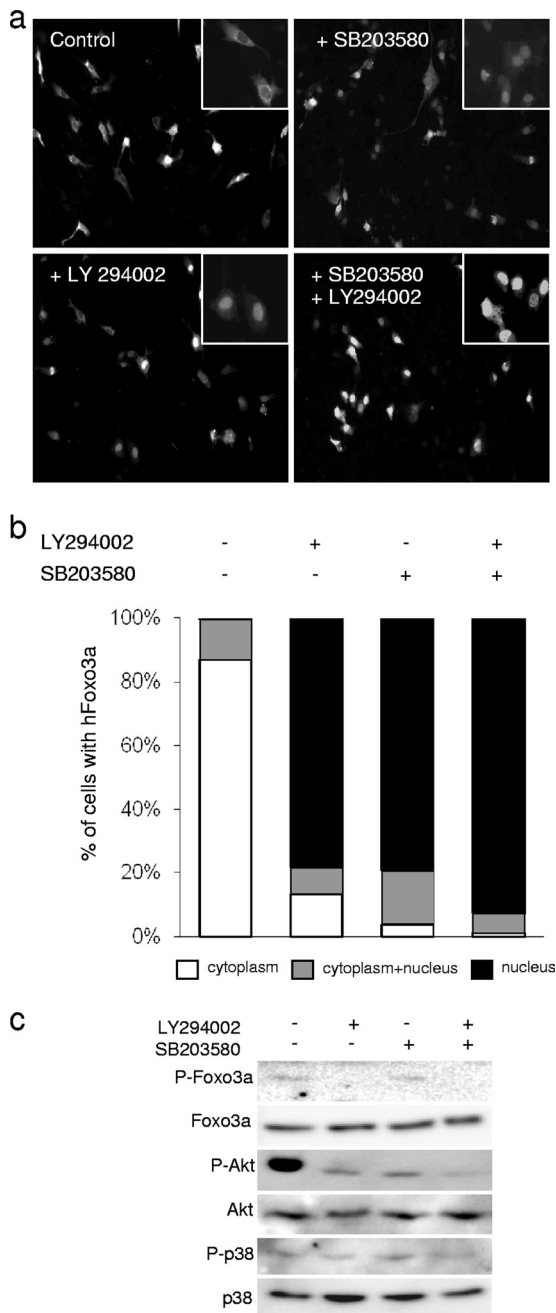 a
Control
+ SB203580
+ LY 294002
+ SB203580
+ LY294002
b
LY294002 - + - +
SB203580 - - + +
100%
80%
60%
40%
20%
0%
% of cells with hFoxo3a
cytoplasm cytoplasm+nucleus nucleus
c
LY294002 - + - +
SB203580 - - + +
P-Foxo3a
Foxo3a
P-Akt
Akt
P-p38
p38